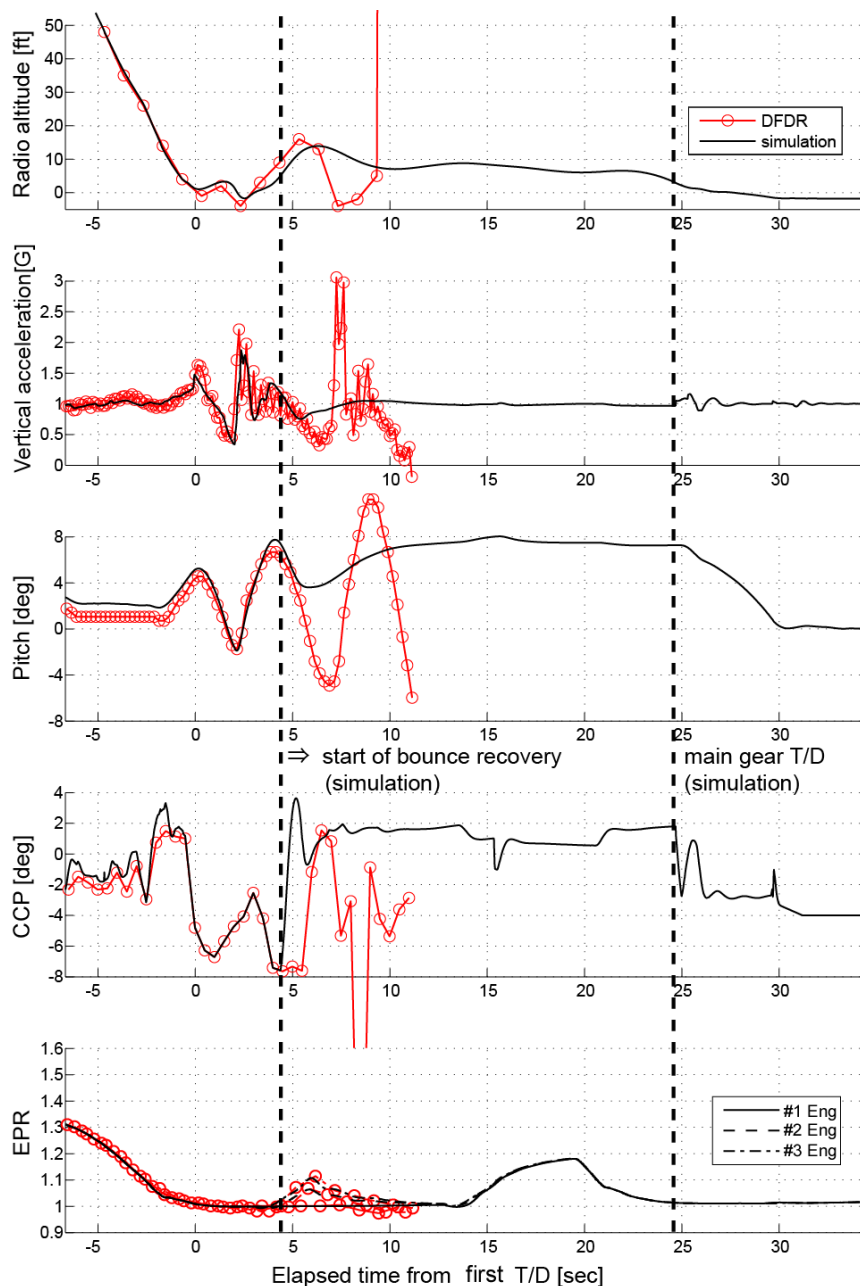 Radio altitude [ft]
50
40
30
20
10
0
DFDR
simulation
-5 0 5 10 15 20 25 30
Vertical acceleration[G]
3
2.5
2
1.5
1
0.5
0
-5 0 5 10 15 20 25 30
Pitch [deg]
8
4
0
-4
-8
-5 0 5 10 15 20 25 30
⇒ start of bounce recovery
(simulation)
main gear T/D
(simulation)
CCP [deg]
4
2
0
-2
-4
-6
-8
-5 0 5 10 15 20 25 30
EPR
1.6
1.5
1.4
1.3
1.2
1.1
1.0
0.9
#1 Eng
#2 Eng
#3 Eng
-5 0 5 10 15 20 25 30
Elapsed time from first T/D [sec]